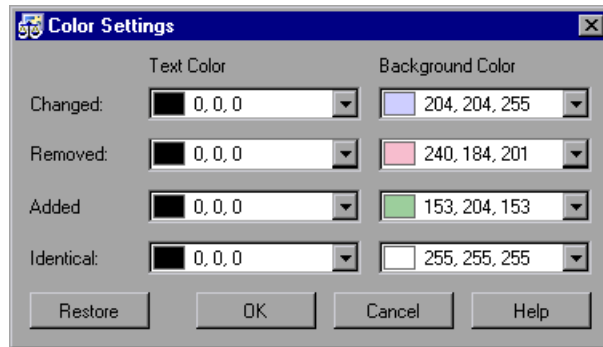 Color Settings
Text Color Background Color
Changed: 0, 0, 0 204, 204, 255
Removed: 0, 0, 0 240, 184, 201
Added 0, 0, 0 153, 204, 153
Identical: 0, 0, 0 255, 255, 255
Restore OK Cancel Help